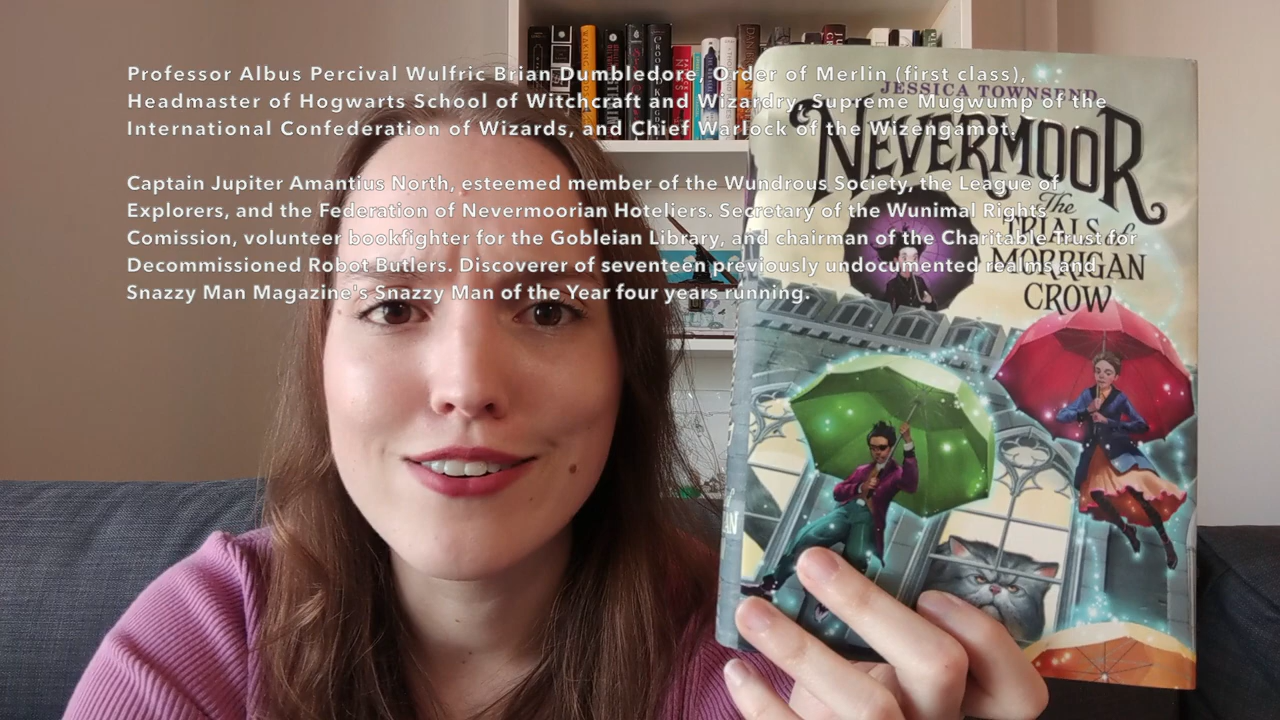 Professor Albus Percival Wulfric Brian Dumbledore, Order of Merlin (first class),
Headmaster of Hogwarts School of Witchcraft and Wizardry, Supreme Mugwump of the
International Confederation of Wizards, and Chief Warlock of the Wizengamot.
Captain Jupiter Amantius North, esteemed member of the Wundrous Society, the League of
Explorers, and the Federation of Nevermoorian Hoteliers. Secretary of the Wunimal Rights
Comission, volunteer bookfighter for the Gobleian Library, and chairman of the Charitable Trust for
Decommissioned Robot Butlers. Discoverer of seventeen previously undocumented realms and
Snazzy Man Magazine's Snazzy Man of the Year four years running.
JESSICA TOWNSEND
NEVERMOOR
The
TRIALS of
MORRIGAN
CROW